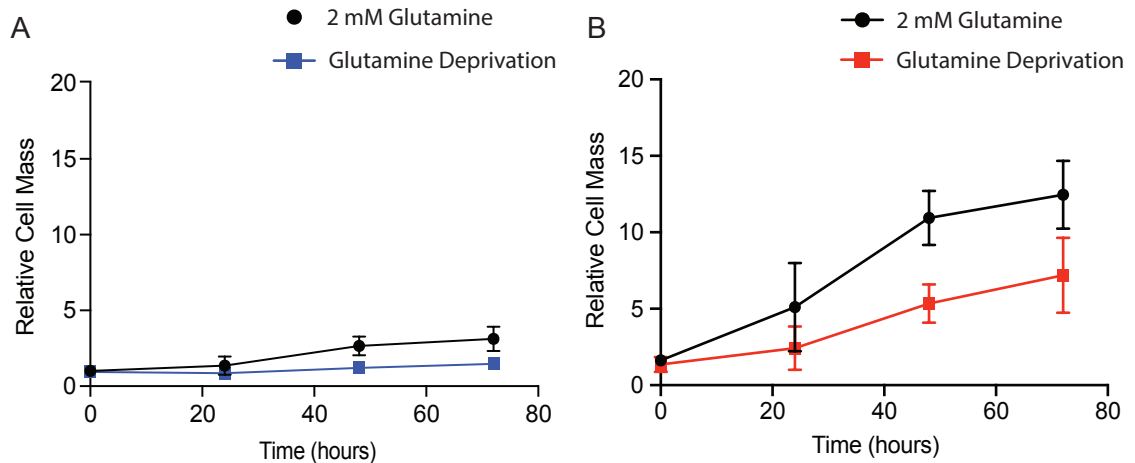 A
2 mM Glutamine
Glutamine Deprivation
20
15
10
5
0
0 20 40 60 80
Relative Cell Mass
Time (hours)
B
2 mM Glutamine
Glutamine Deprivation
20
15
10
5
0
0 20 40 60 80
Relative Cell Mass
Time (hours)